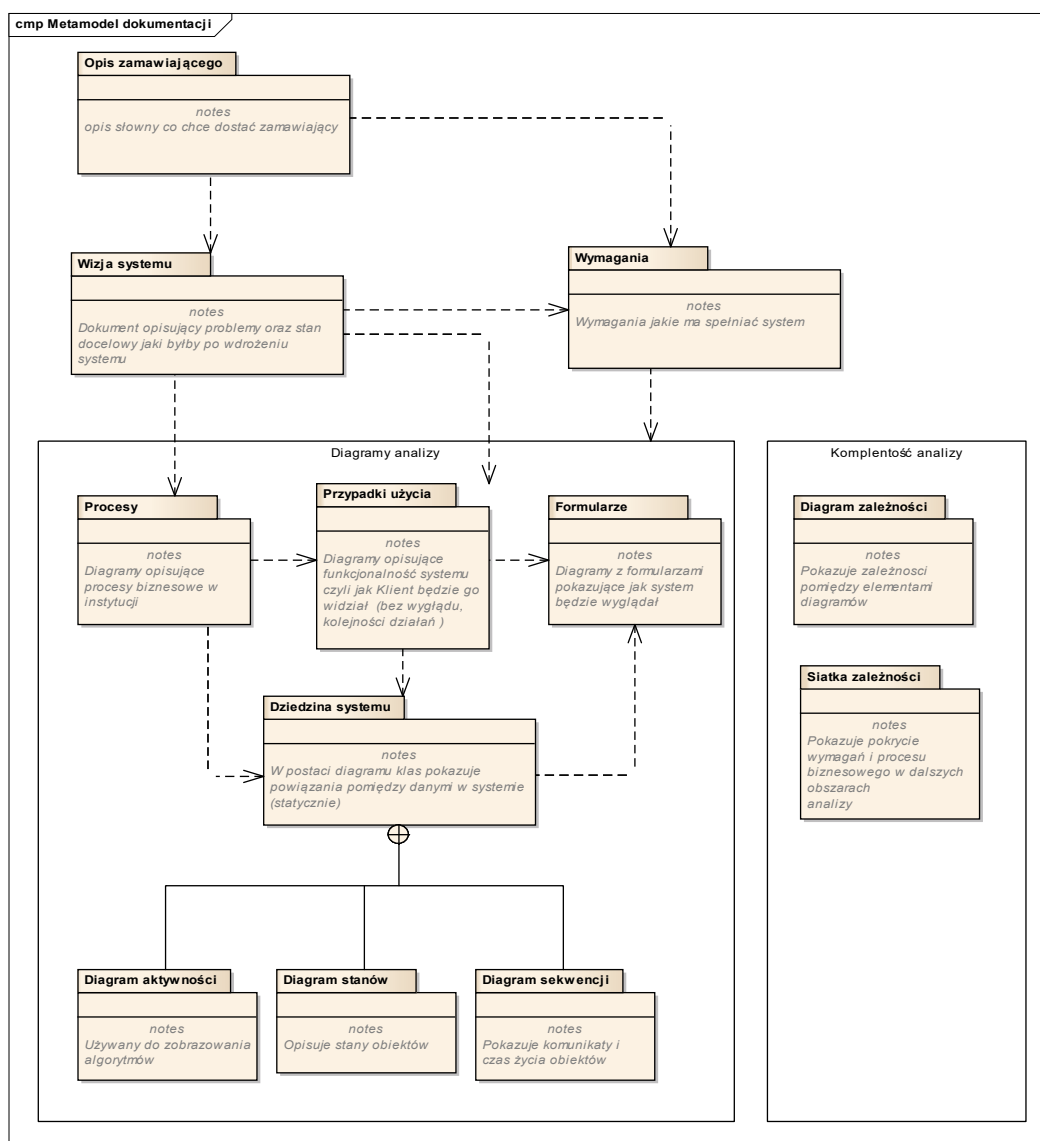 cmp Metamodel dokumentacji
Opis zamawiającego
notes
opis słowny co chce dostać zamawiający
Wizja systemu
notes
Dokument opisujący problemy oraz stan
docelowy jaki byłby po wdrożeniu
systemu
Wymagania
notes
Wymagania jakie ma spełniać system
Diagramy analizy
Procesy
notes
Diagramy opisujące
procesy biznesowe w
instytucji
Przypadki użycia
notes
Diagramy opisujące
funkcjonalność systemu
czyli jak Klient będzie go
widział (bez wyglądu,
kolejności działań )
Formularze
notes
Diagramy z formularzami
pokazujące jak system
będzie wyglądał
Dziedzina systemu
notes
W postaci diagramu klas pokazuje
powiązania pomiędzy danymi w systemie
(statycznie)
Diagram aktywności
notes
Używany do zobrazowania
algorytmów
Diagram stanów
notes
Opisuje stany obiektów
Diagram sekwencji
notes
Pokazuje komunikaty i
czas życia obiektów
Komplentość analizy
Diagram zależności
notes
Pokazuje zależnosci
pomiędzy elementami
diagramów
Siatka zależności
notes
Pokazuje pokrycie
wymagań i procesu
biznesowego w dalszych
obszarach
analizy